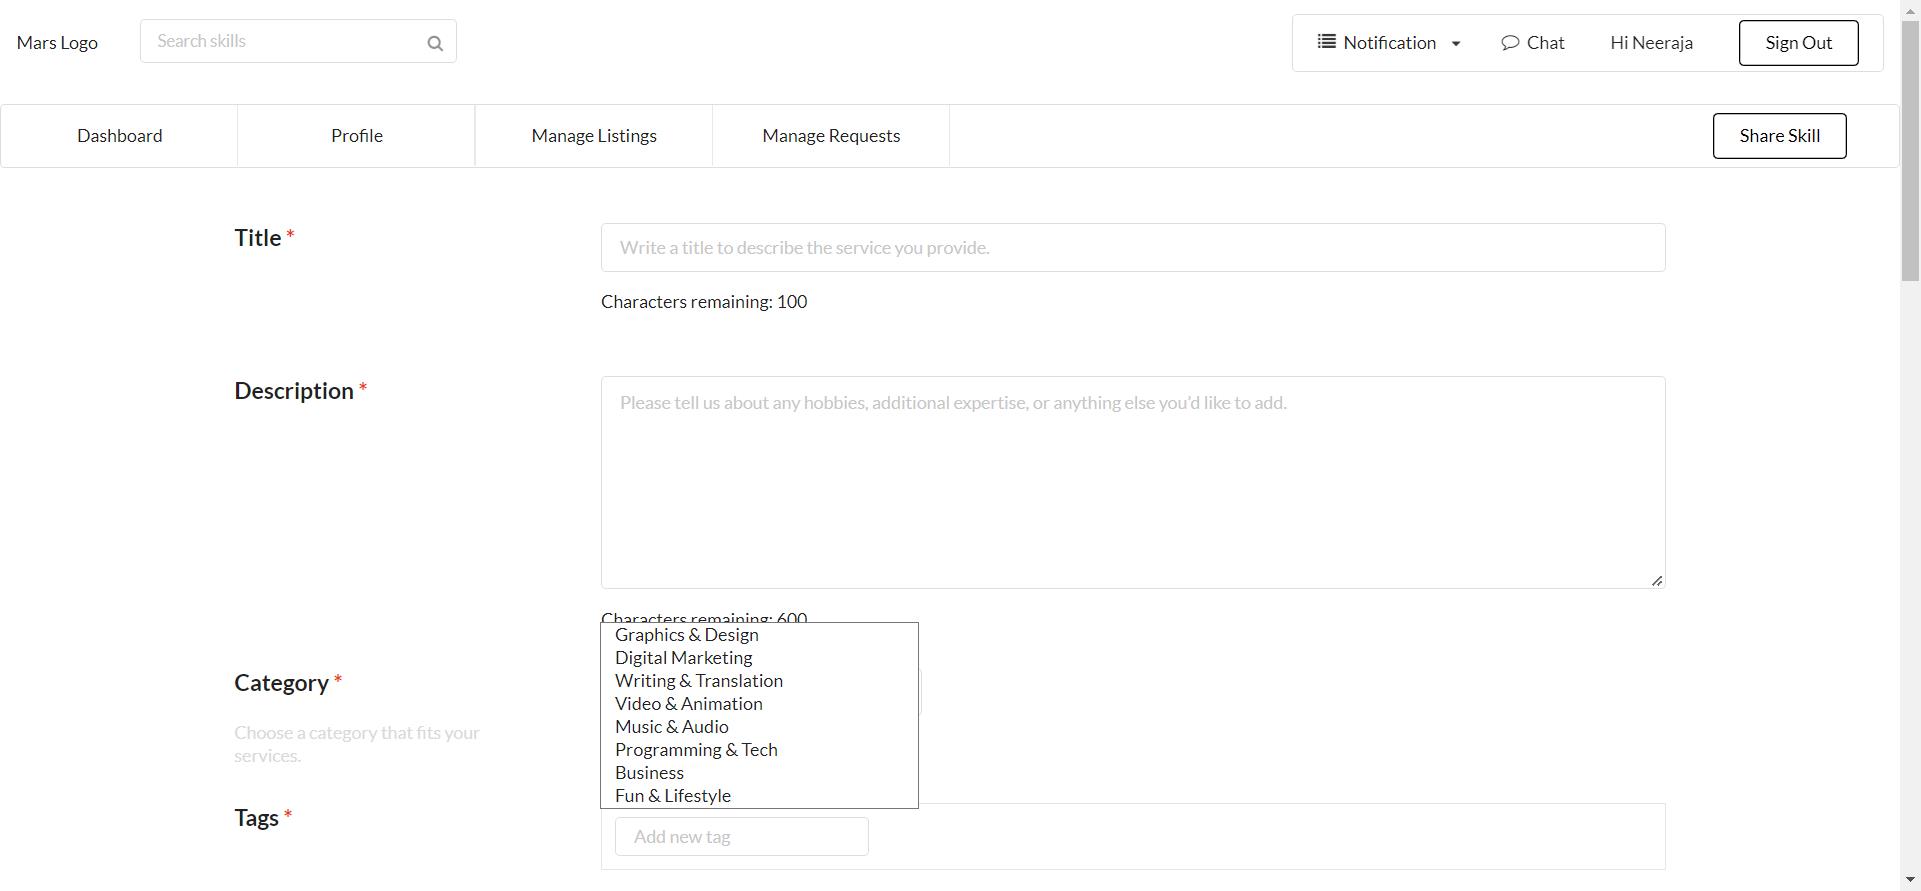 Mars Logo
Search skills
Notification
Chat
Hi Neeraja
Sign Out
Dashboard
Profile
Manage Listings
Manage Requests
Share Skill
Title *
Write a title to describe the service you provide.
Characters remaining: 100
Description *
Please tell us about any hobbies, additional expertise, or anything else you'd like to add.
Characters remaining: 600
Category *
Choose a category that fits your
services.
Graphics & Design
Digital Marketing
Writing & Translation
Video & Animation
Music & Audio
Programming & Tech
Business
Fun & Lifestyle
Tags *
Add new tag